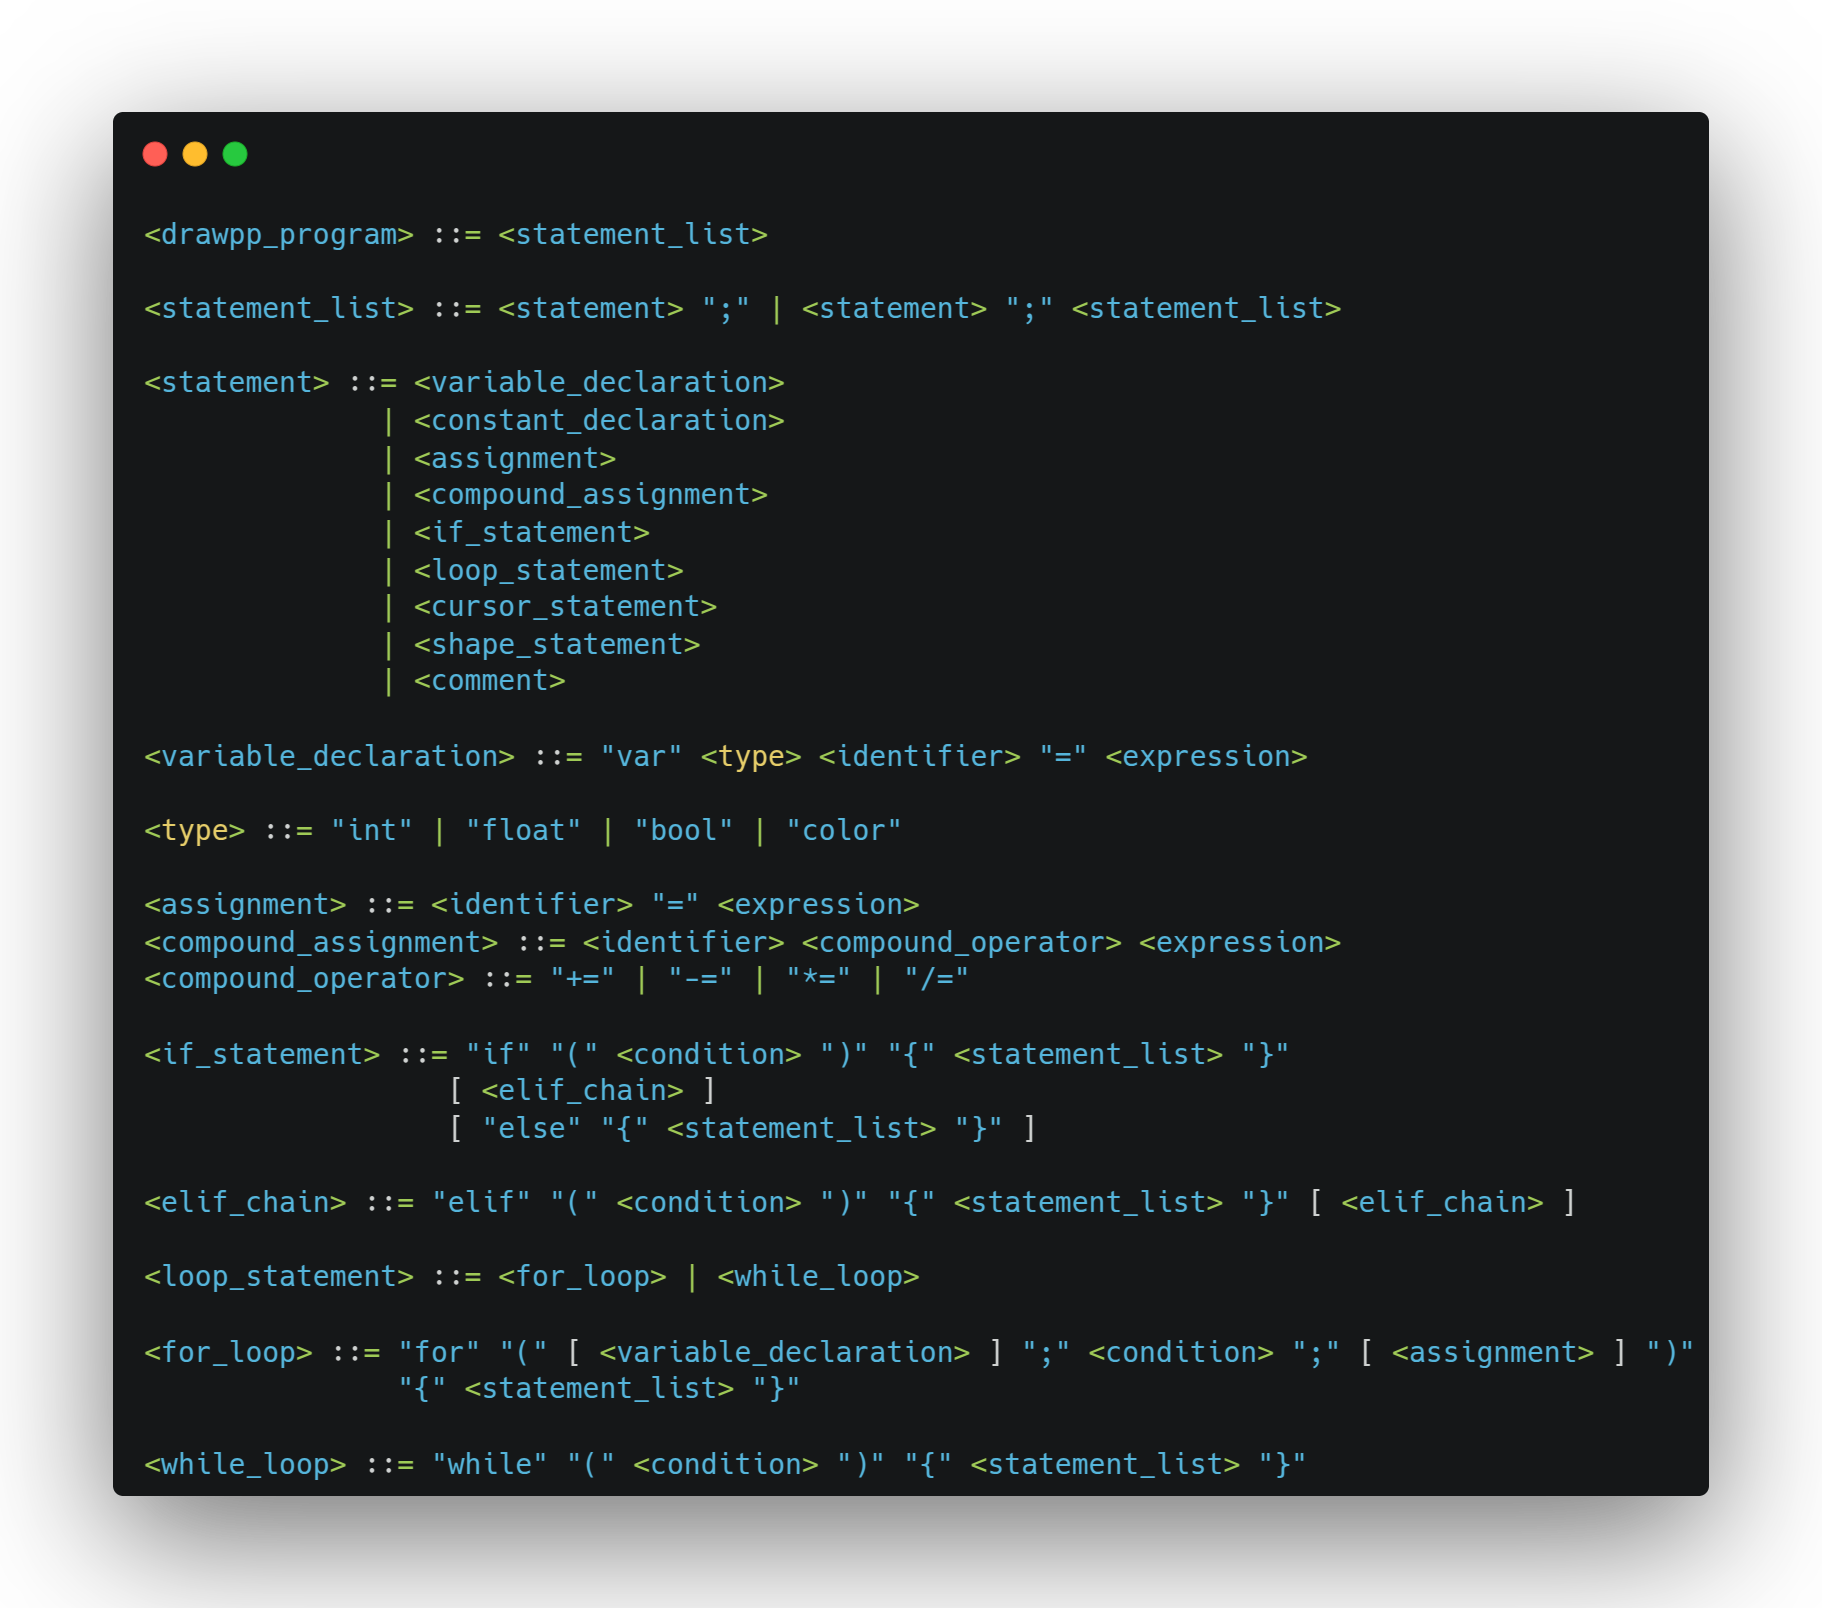 <drawpp_program> ::= <statement_list>
<statement_list> ::= <statement> ";" | <statement> ";" <statement_list>
<statement> ::= <variable_declaration>
| <constant_declaration>
| <assignment>
| <compound_assignment>
| <if_statement>
| <loop_statement>
| <cursor_statement>
| <shape_statement>
| <comment>
<variable_declaration> ::= "var" <type> <identifier> "=" <expression>
<type> ::= "int" | "float" | "bool" | "color"
<assignment> ::= <identifier> "=" <expression>
<compound_assignment> ::= <identifier> <compound_operator> <expression>
<compound_operator> ::= "+=" | "-=" | "*=" | "/="
<if_statement> ::= "if" "(" <condition> ")" "{" <statement_list> "}"
[ <elif_chain> ]
[ "else" "{" <statement_list> "}" ]
<elif_chain> ::= "elif" "(" <condition> ")" "{" <statement_list> "}" [ <elif_chain> ]
<loop_statement> ::= <for_loop> | <while_loop>
<for_loop> ::= "for" "(" [ <variable_declaration> ] ";" <condition> ";" [ <assignment> ] ")"
"{" <statement_list> "}"
<while_loop> ::= "while" "(" <condition> ")" "{" <statement_list> "}"